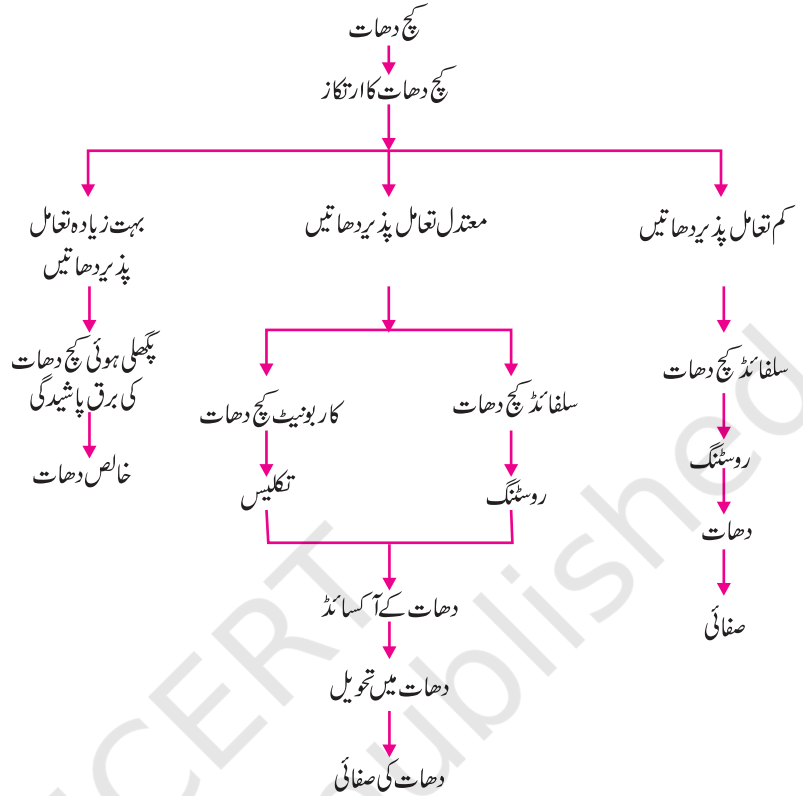 کچ دھات
کچ دھات کا ارتکاز
کم تعامل پذیر دھاتیں
معتدل تعامل پذیر دھاتیں
بہت زیادہ تعامل
پذیر دھاتیں
سلفائڈ کچ دھات
روسٹنگ
دھات
صفائی
سلفائڈ کچ دھات
روسٹنگ
کاربونیٹ کچ دھات
تکلیس
دھات کے آکسائڈ
دھات میں تحویل
دھات کی صفائی
پگھلی ہوئی کچ دھات
کی برق پاشیدگی
خالص دھات
NCERT
published